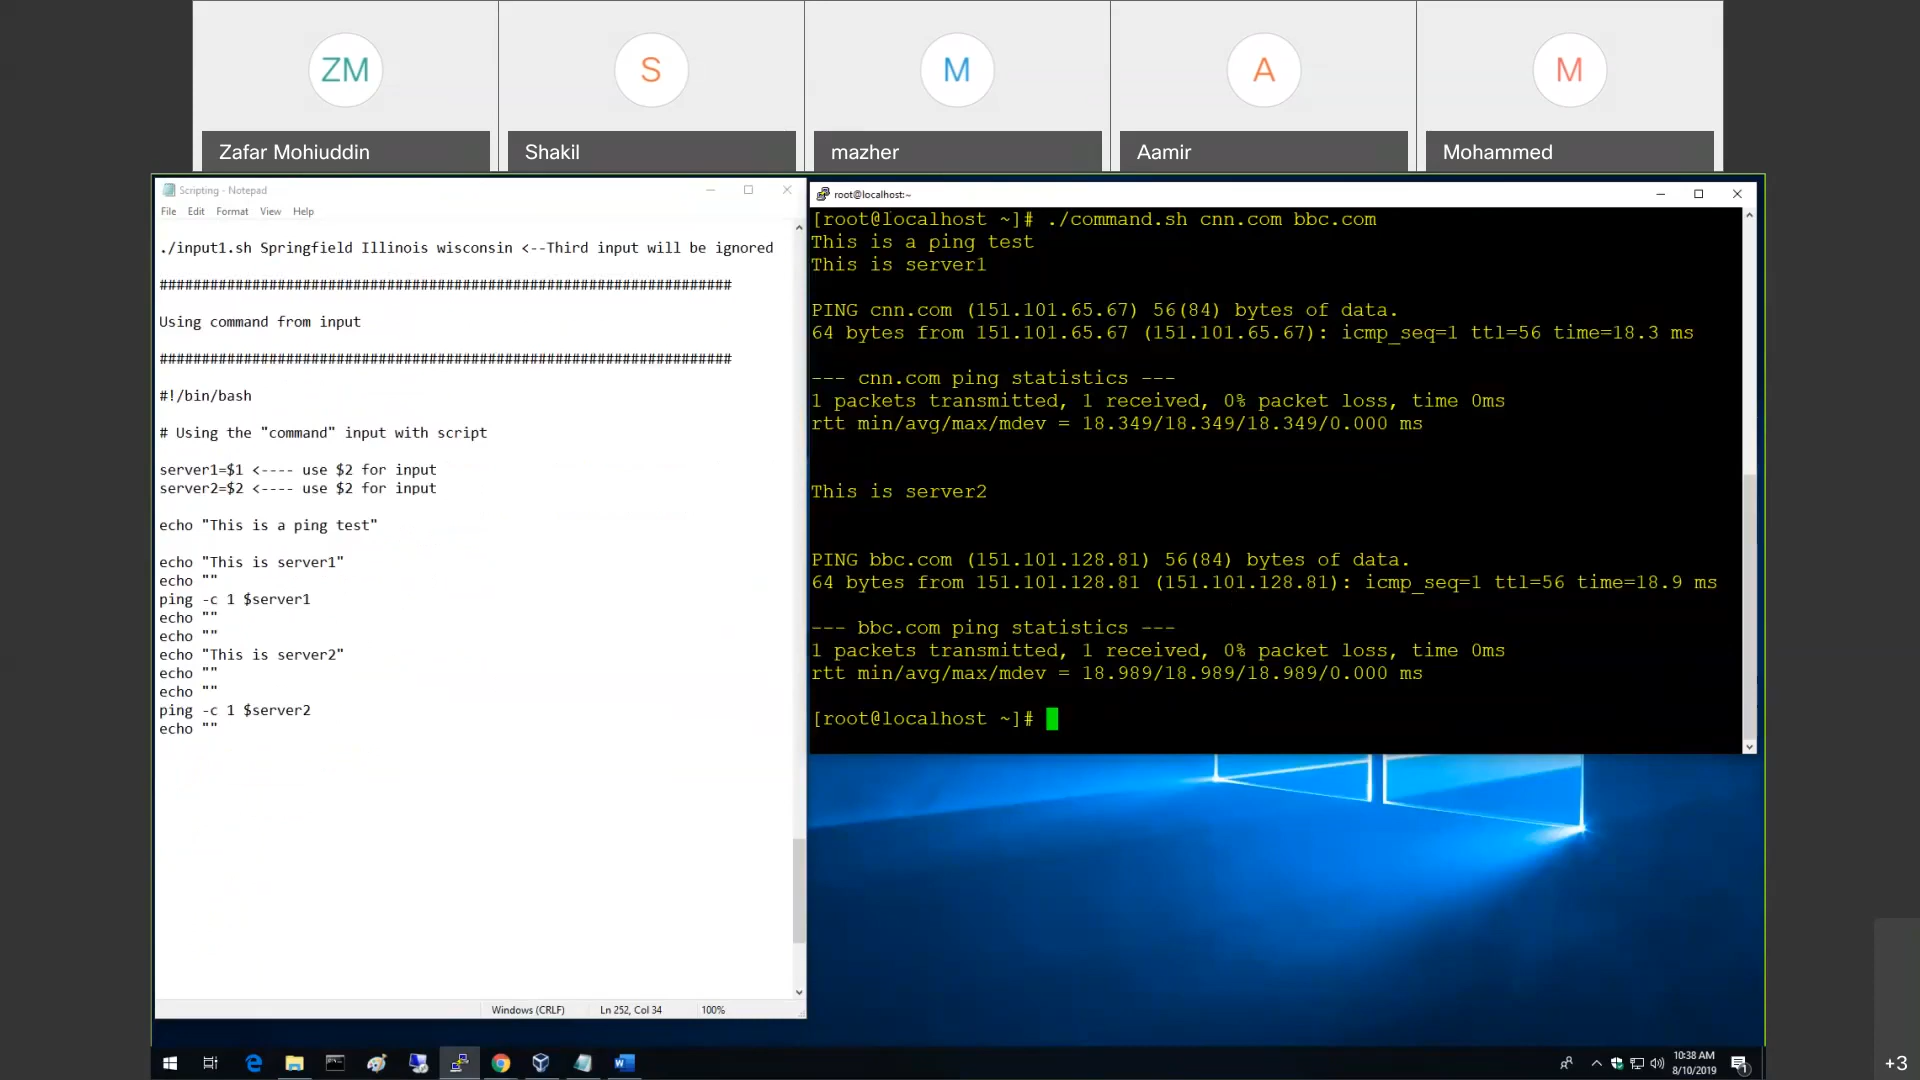 ZM
S
M
A
M
Zafar Mohiuddin
Shakil
mazher
Aamir
Mohammed
Scripting - Notepad
File Edit Format View Help
./input1.sh Springfield Illinois wisconsin <--Third input will be ignored
####################################################################
Using command from input
####################################################################
#!/bin/bash
# Using the "command" input with script
server1=$1 <---- use $2 for input
server2=$2 <---- use $2 for input
echo "This is a ping test"
echo "This is server1"
echo ""
ping -c 1 $server1
echo ""
echo ""
echo "This is server2"
echo ""
echo ""
ping -c 1 $server2
echo ""
Windows (CRLF) Ln 252, Col 34 100%
root@localhost:~
[root@localhost ~]# ./command.sh cnn.com bbc.com
This is a ping test
This is server1
PING cnn.com (151.101.65.67) 56(84) bytes of data.
64 bytes from 151.101.65.67 (151.101.65.67): icmp_seq=1 ttl=56 time=18.3 ms
--- cnn.com ping statistics ---
1 packets transmitted, 1 received, 0% packet loss, time 0ms
rtt min/avg/max/mdev = 18.349/18.349/18.349/0.000 ms
This is server2
PING bbc.com (151.101.128.81) 56(84) bytes of data.
64 bytes from 151.101.128.81 (151.101.128.81): icmp_seq=1 ttl=56 time=18.9 ms
--- bbc.com ping statistics ---
1 packets transmitted, 1 received, 0% packet loss, time 0ms
rtt min/avg/max/mdev = 18.989/18.989/18.989/0.000 ms
[root@localhost ~]#
10:38 AM
8/10/2019
1
+3